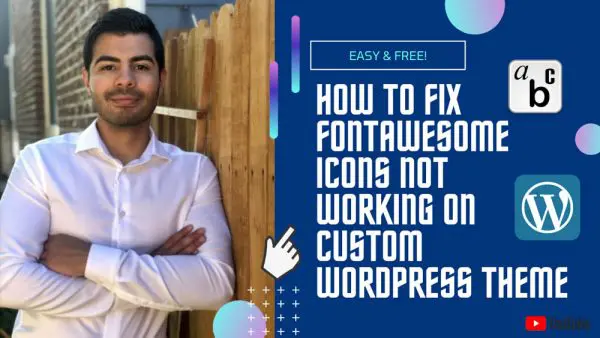 EASY & FREE!
HOW TO FIX
FONTAWESOME
ICONS NOT
WORKING ON
CUSTOM
WORDPRESS THEME
a b c
W
YouTube